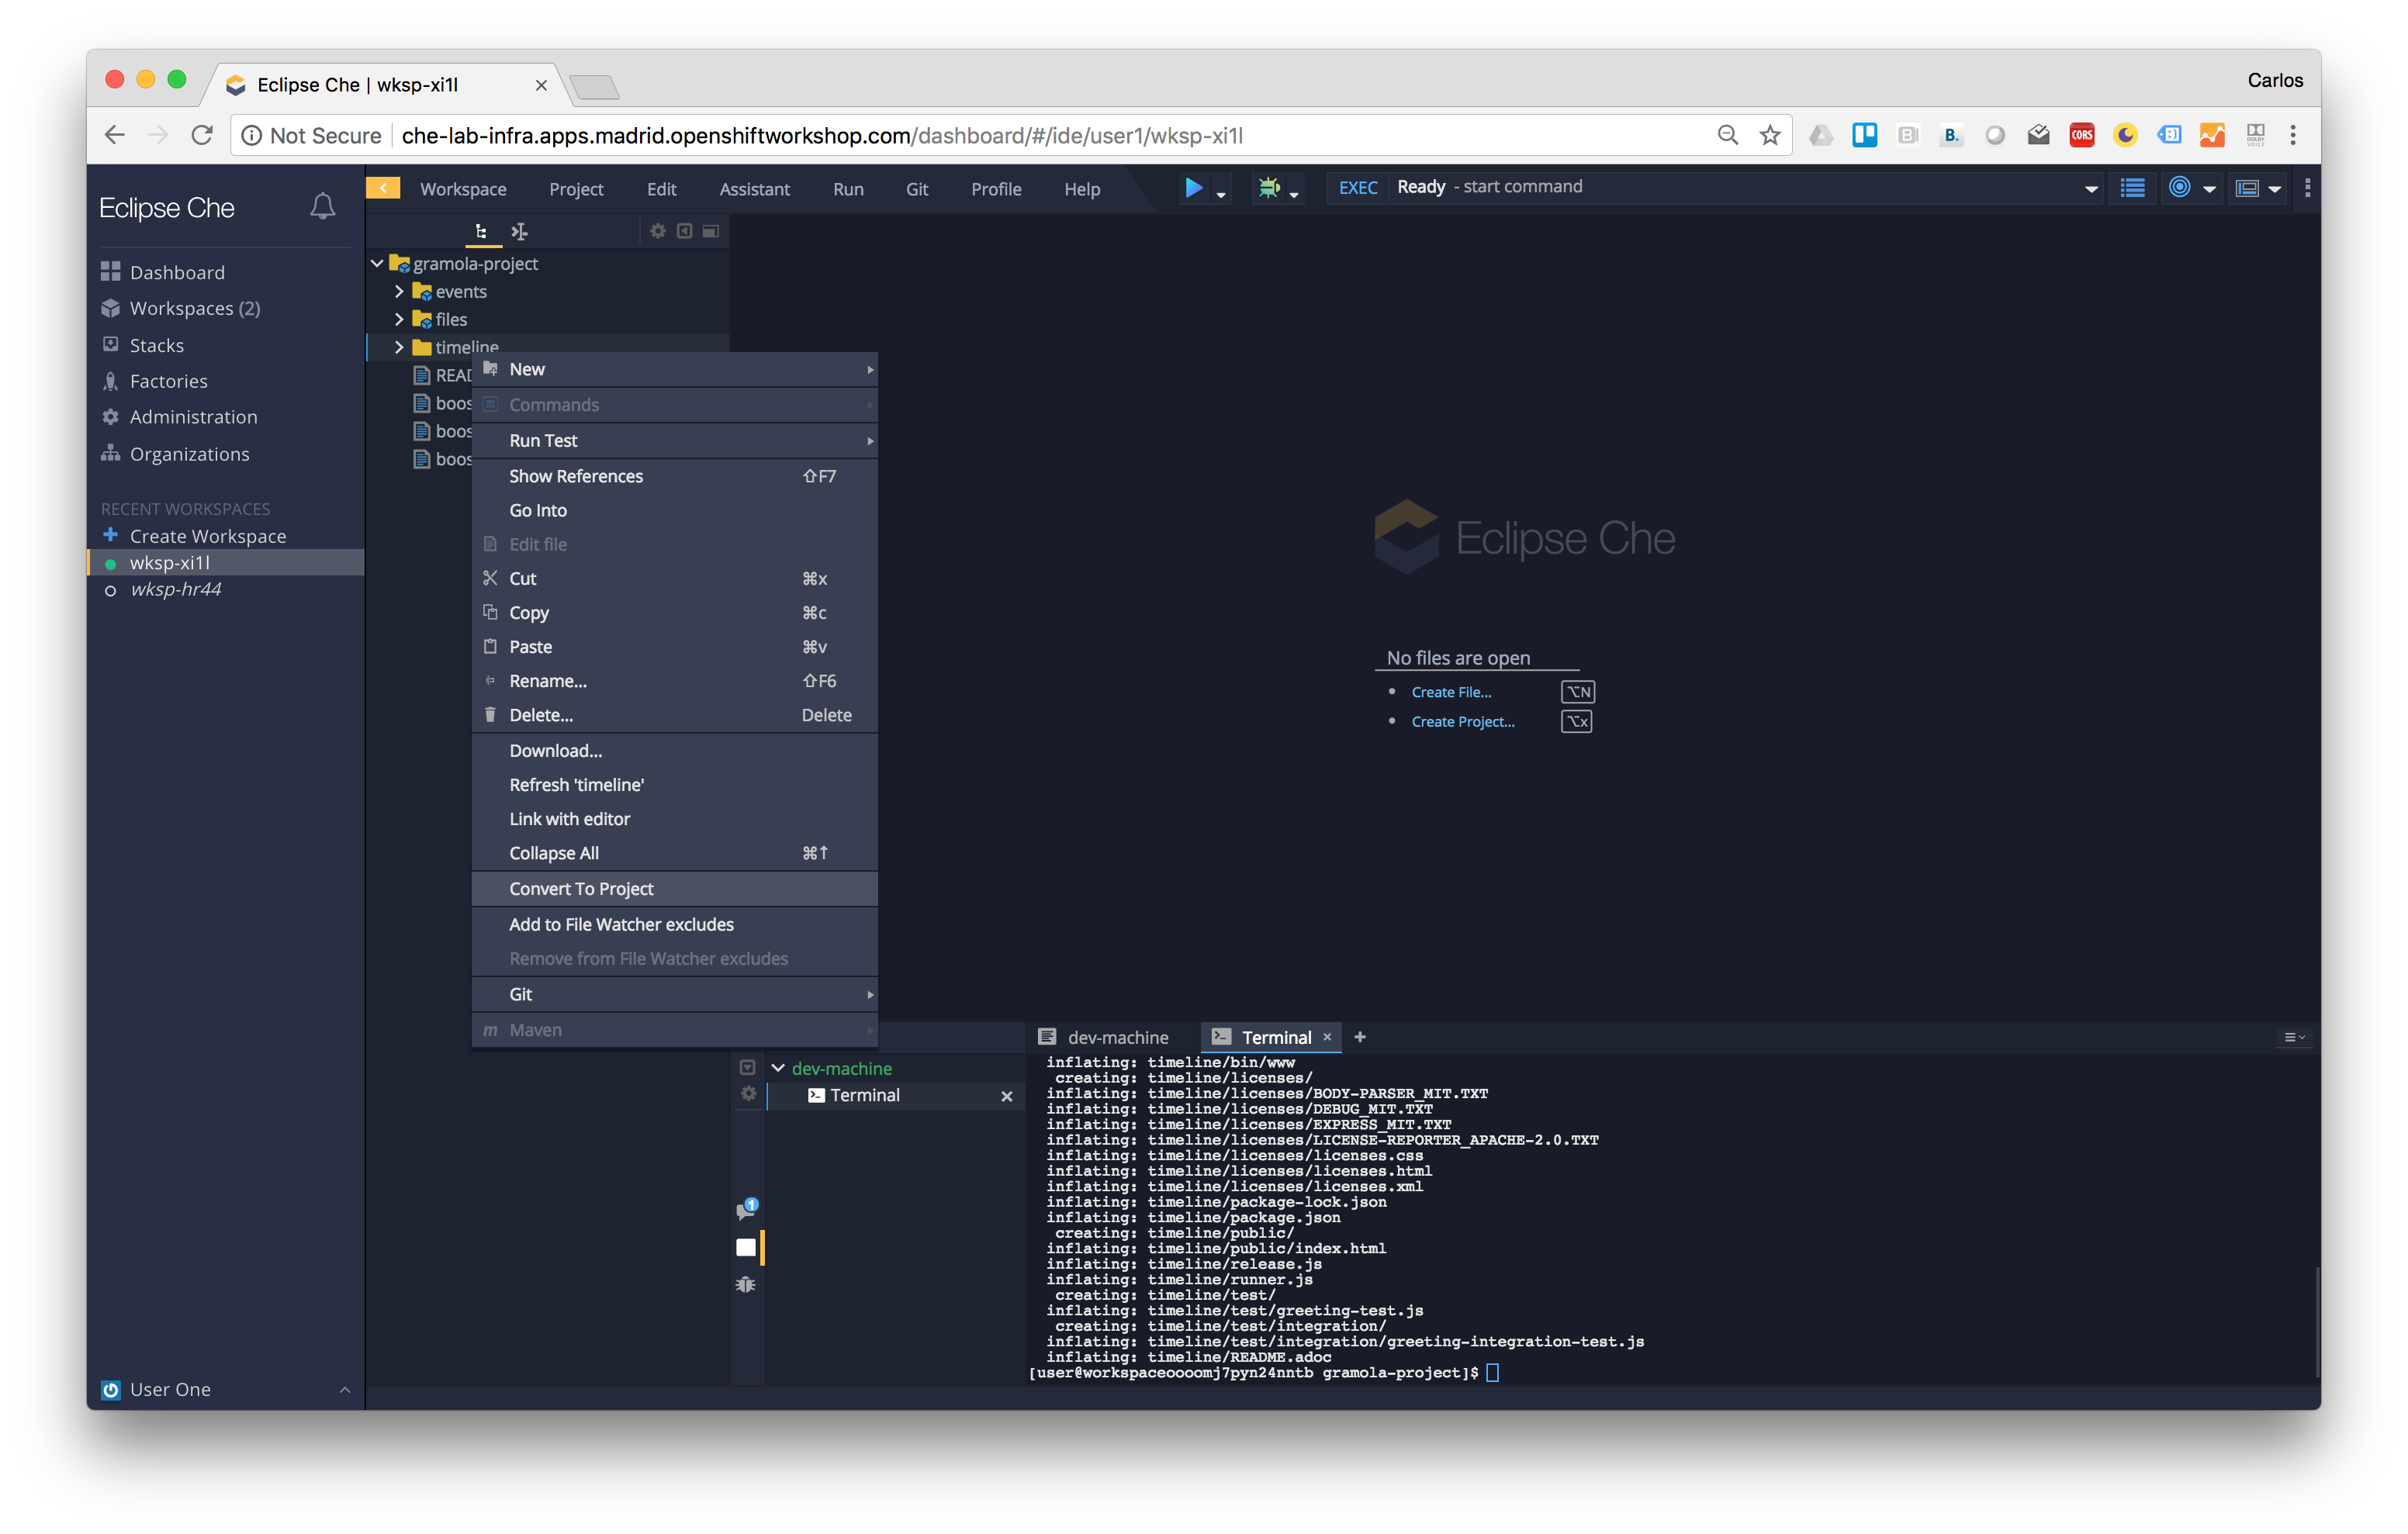 Eclipse Che | wksp-xi1l
Carlos
Not Secure
che-lab-infra.apps.madrid.openshiftworkshop.com/dashboard/#/ide/user1/wksp-xi1l
CORS
Eclipse Che
Workspace Project Edit Assistant Run Git Profile Help
EXEC Ready - start command
Dashboard
Workspaces (2)
Stacks
Factories
Administration
Organizations
RECENT WORKSPACES
Create Workspace
wksp-xi1l
wksp-hr44
User One
gramola-project
events
files
timeline
READ
boos
boos
boos
New
Commands
Run Test
Show References ⇧F7
Go Into
Edit file
Cut ⌘x
Copy ⌘c
Paste ⌘v
Rename... ⇧F6
Delete... Delete
Download...
Refresh 'timeline'
Link with editor
Collapse All ⌘↑
Convert To Project
Add to File Watcher excludes
Remove from File Watcher excludes
Git
m Maven
Eclipse Che
No files are open
Create File... ⌥N
Create Project... ⌥x
dev-machine
Terminal
1
dev-machine Terminal
inflating: timeline/bin/www
creating: timeline/licenses/
inflating: timeline/licenses/BODY-PARSER_MIT.TXT
inflating: timeline/licenses/DEBUG_MIT.TXT
inflating: timeline/licenses/EXPRESS_MIT.TXT
inflating: timeline/licenses/LICENSE-REPORTER_APACHE-2.0.TXT
inflating: timeline/licenses/licenses.css
inflating: timeline/licenses/licenses.html
inflating: timeline/licenses/licenses.xml
inflating: timeline/package-lock.json
inflating: timeline/package.json
creating: timeline/public/
inflating: timeline/public/index.html
inflating: timeline/release.js
inflating: timeline/runner.js
creating: timeline/test/
inflating: timeline/test/greeting-test.js
creating: timeline/test/integration/
inflating: timeline/test/integration/greeting-integration-test.js
inflating: timeline/README.adoc
[user@workspaceoooomj7pyn24nntb gramola-project]$